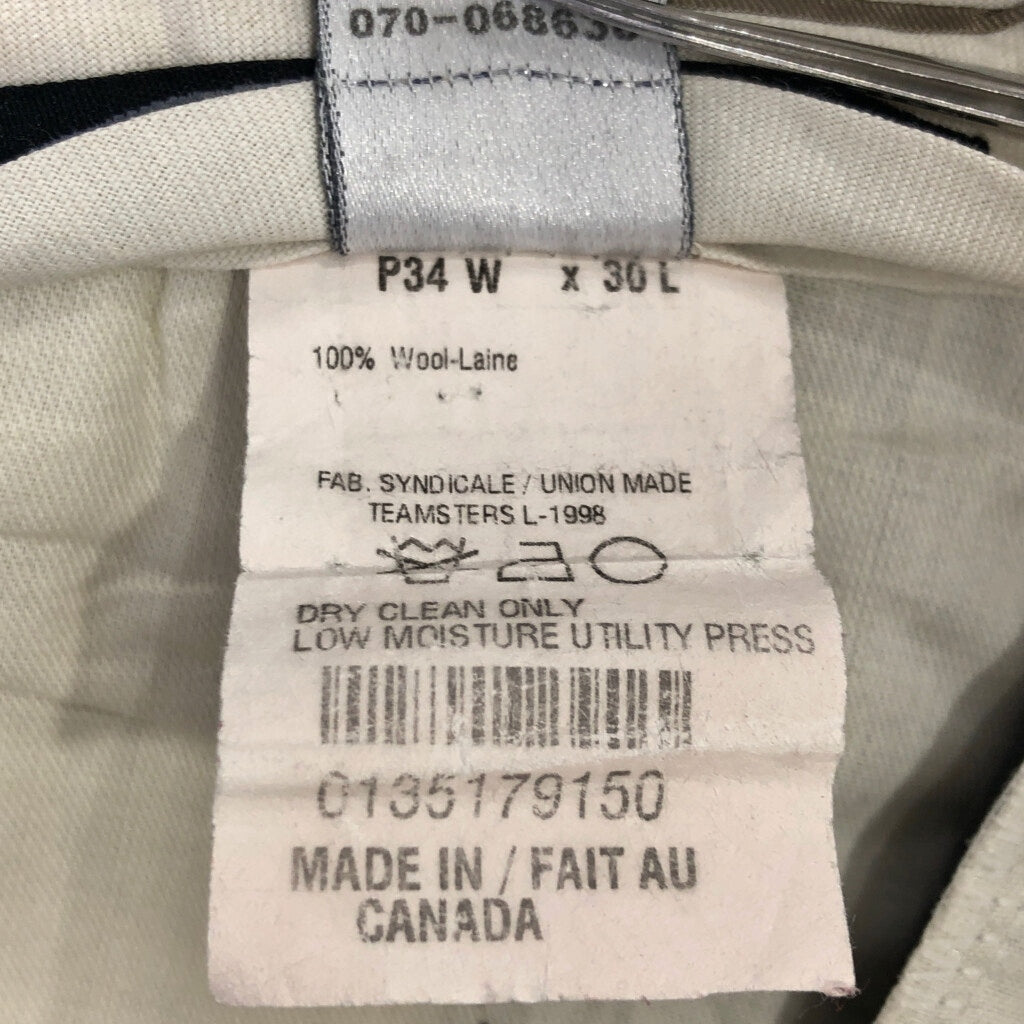 P34 W x 30 L
100% Wool-Laine
FAB. SYNDICALE / UNION MADE
TEAMSTERS L-1998
DRY CLEAN ONLY
LOW MOISTURE UTILITY PRESS
0135179150
MADE IN / FAIT AU
CANADA